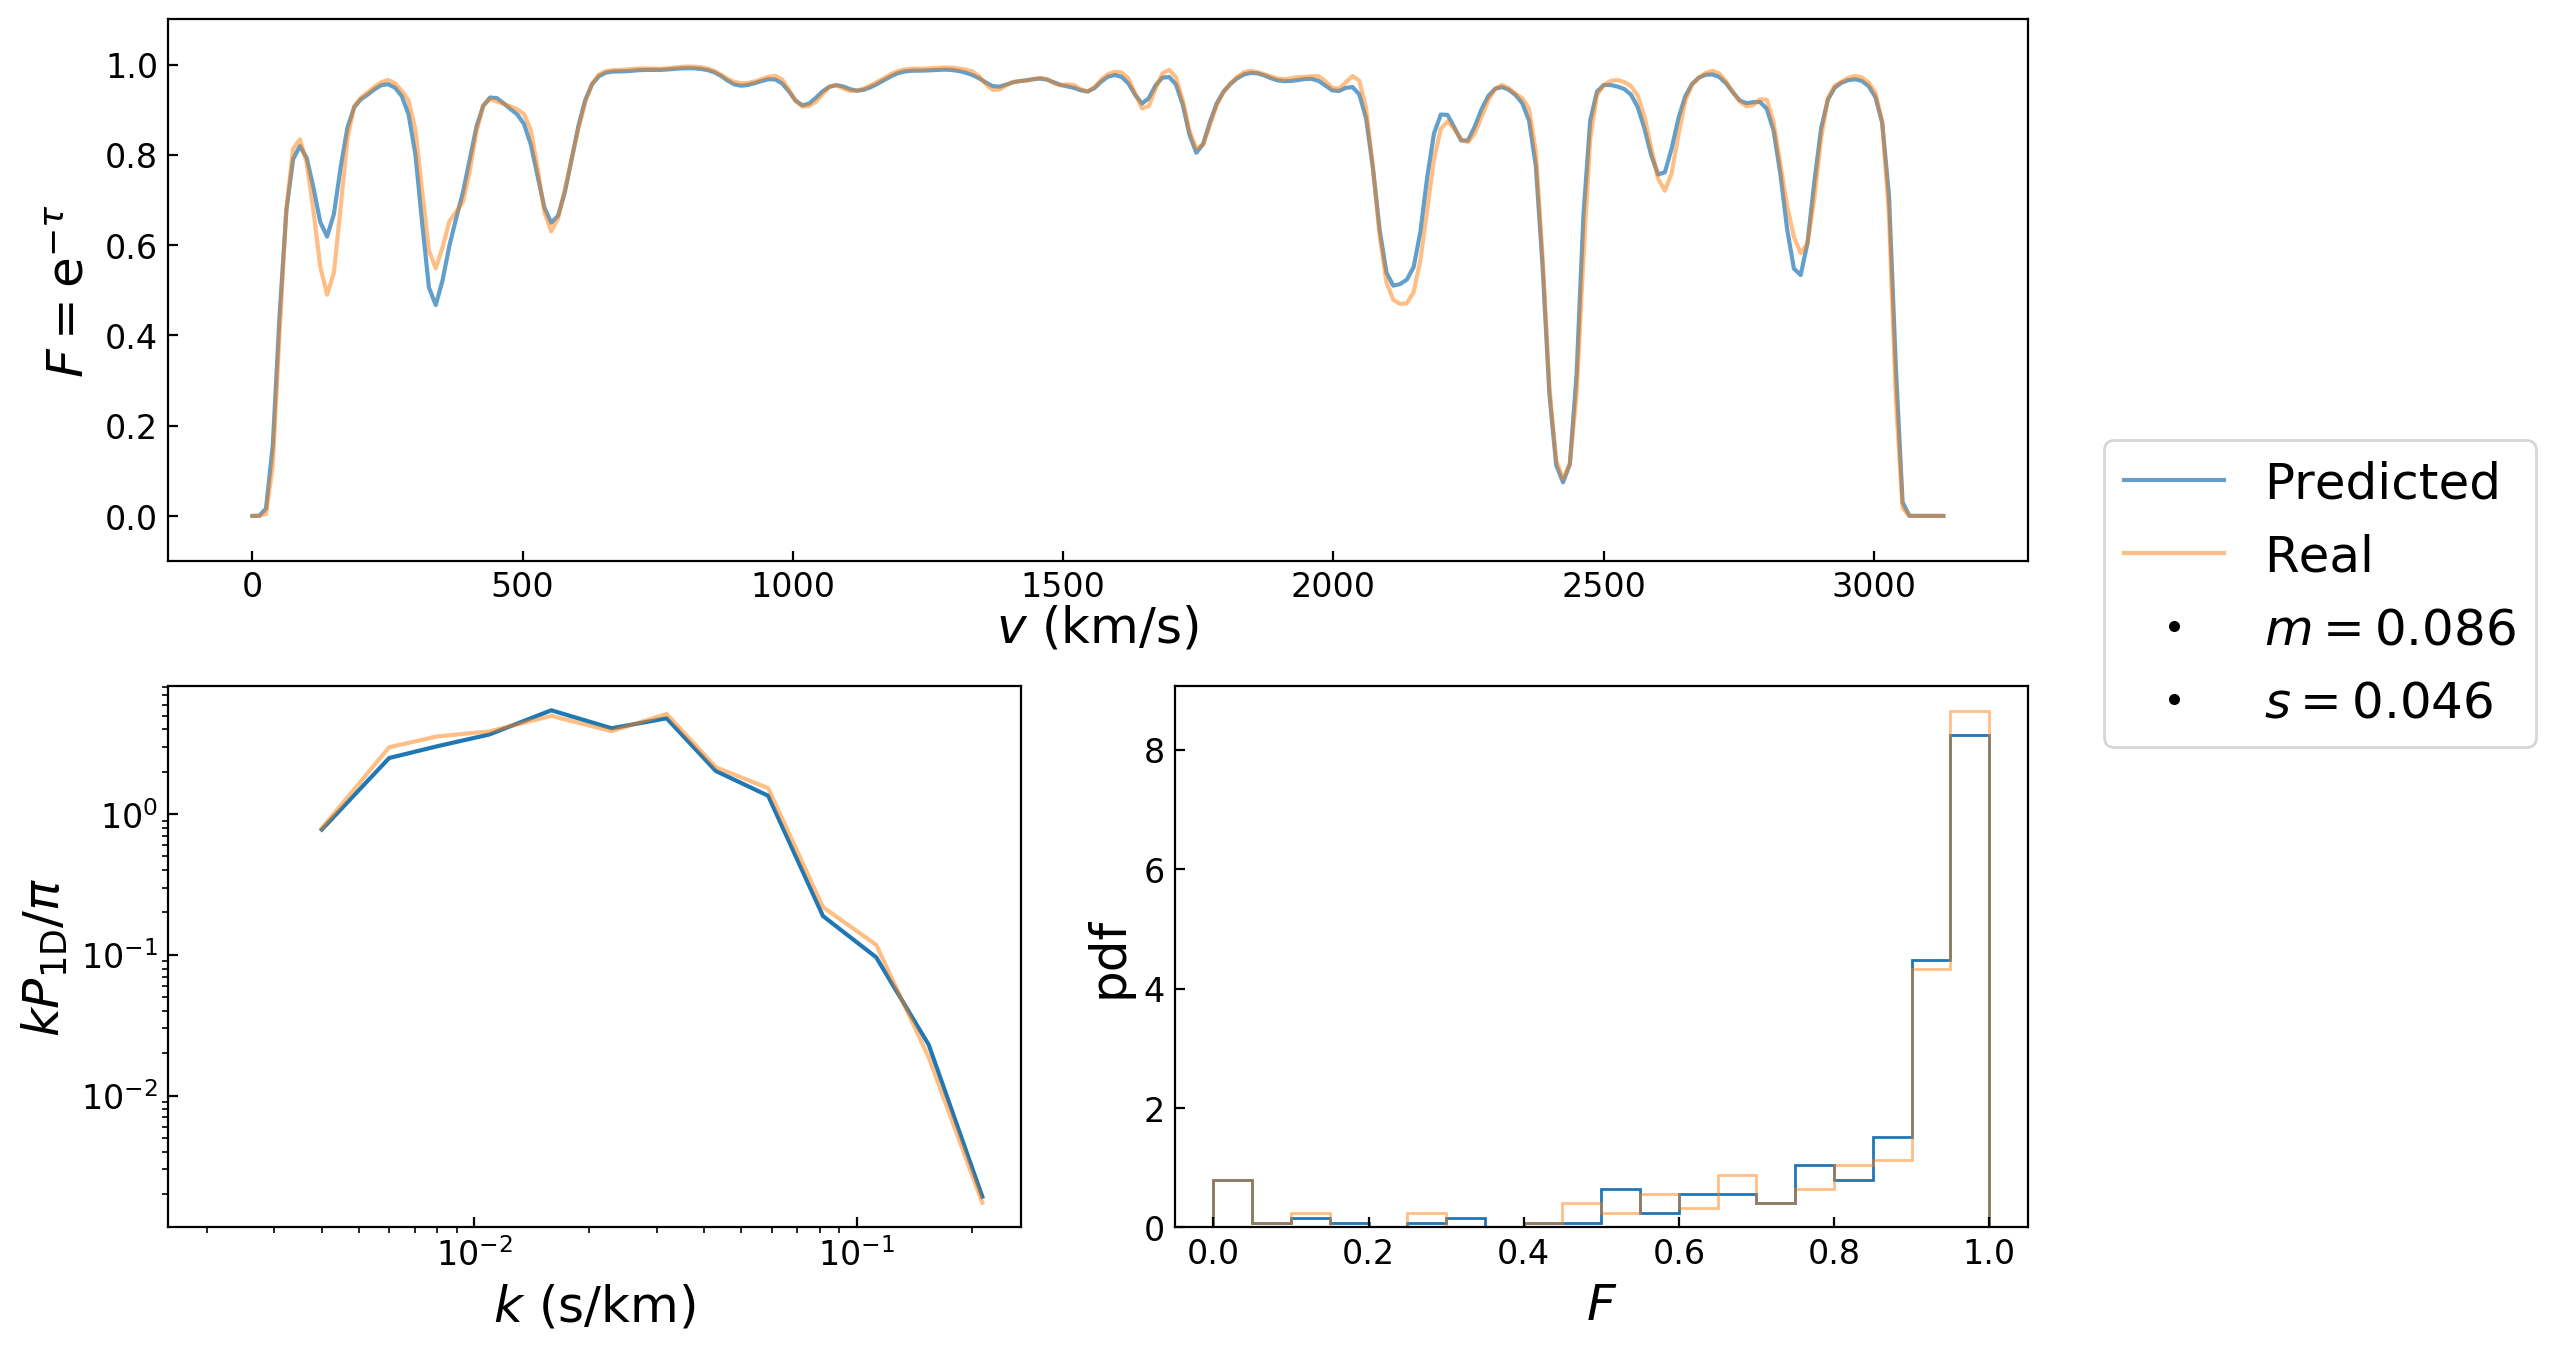 1.0
0.8
0.6
0.4
0.2
0.0
F = e^{−τ}
0 500 1000 1500 2000 2500 3000
v (km/s)
Predicted
Real
m = 0.086
s = 0.046
10^0
10^{−1}
10^{−2}
kP_{1D}/π
10^{−2} 10^{−1}
k (s/km)
8
6
4
2
0
pdf
0.0 0.2 0.4 0.6 0.8 1.0
F